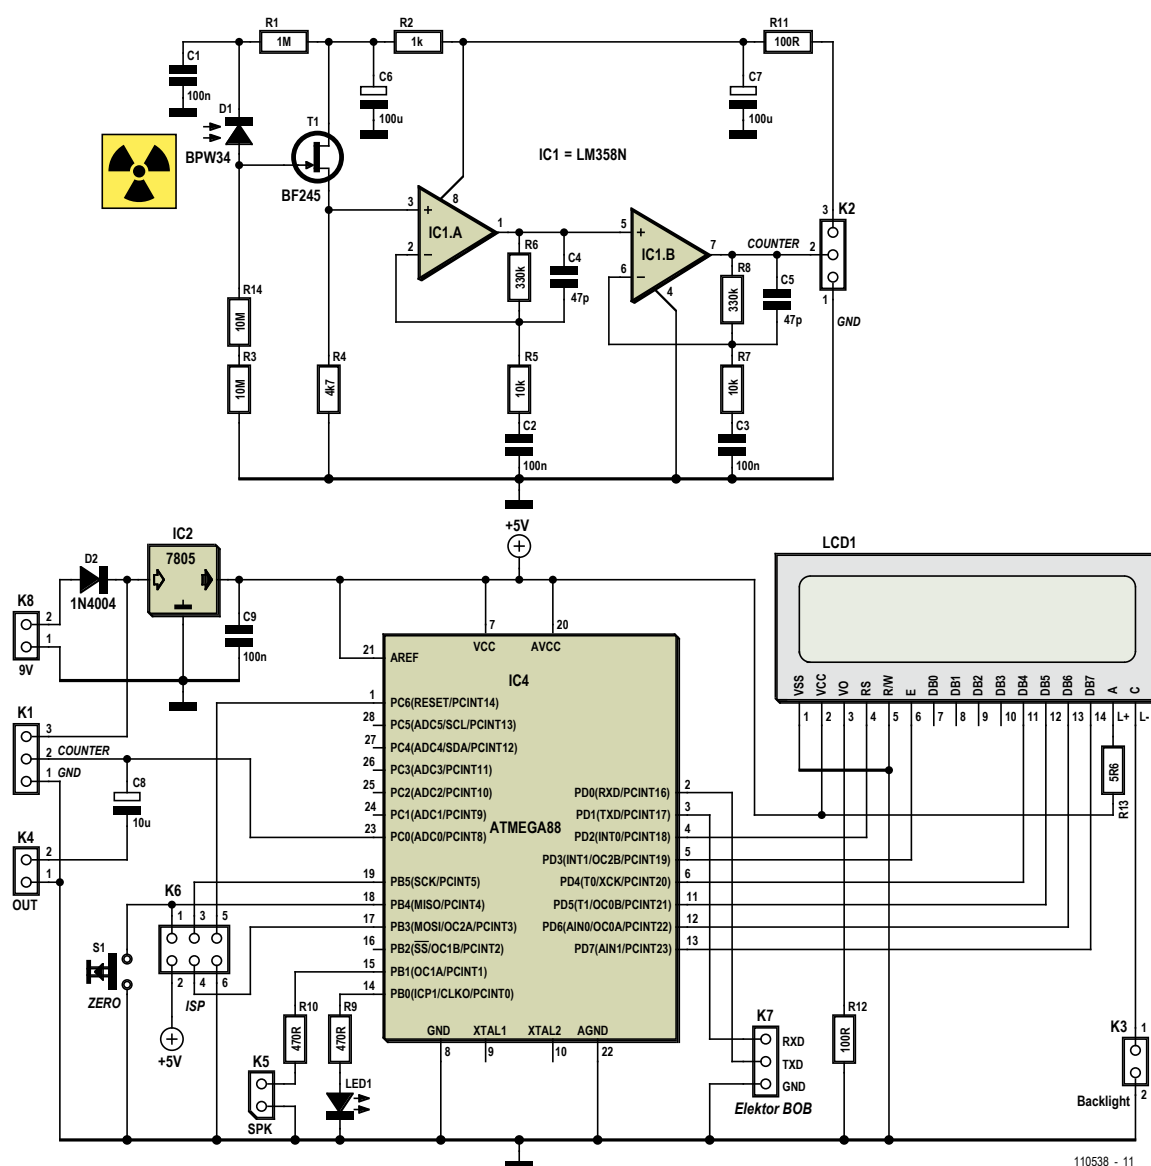 R1
1M
R2
1k
R11
100R
C1
100n
C6
100u
C7
100u
D1
BPW34
T1
BF245
IC1 = LM358N
3
+
8
IC1.A
1
2
−
R6
330k
C4
47p
5
+
IC1.B
7
6
−
4
COUNTER
R8
330k
C5
47p
3
K2
2
1
GND
R14
10M
R3
10M
R4
4k7
R5
10k
R7
10k
C2
100n
C3
100n
+5V
IC2
7805
D2
1N4004
K8
2
1
9V
C9
100n
K1
3
2
COUNTER
1
GND
C8
10u
K4
2
1
OUT
K6
1
3
5
2
4
6
ISP
S1
ZERO
+5V
R10
470R
R9
470R
K5
SPK
LED1
7
20
VCC
AVCC
21
AREF
IC4
1
PC6(RESET/PCINT14)
28
PC5(ADC5/SCL/PCINT13)
27
PC4(ADC4/SDA/PCINT12)
26
PC3(ADC3/PCINT11)
25
PC2(ADC2/PCINT10)
24
PC1(ADC1/PCINT9)
23
PC0(ADC0/PCINT8)
ATMEGA88
19
PB5(SCK/PCINT5)
18
PB4(MISO/PCINT4)
17
PB3(MOSI/OC2A/PCINT3)
16
PB2(SS/OC1B/PCINT2)
15
PB1(OC1A/PCINT1)
14
PB0(ICP1/CLKO/PCINT0)
PD0(RXD/PCINT16)
2
PD1(TXD/PCINT17)
3
PD2(INT0/PCINT18)
4
PD3(INT1/OC2B/PCINT19)
5
PD4(T0/XCK/PCINT20)
6
PD5(T1/OC0B/PCINT21)
11
PD6(AIN0/OC0A/PCINT22)
12
PD7(AIN1/PCINT23)
13
GND
XTAL1
XTAL2
AGND
8
9
10
22
LCD1
VSS
VCC
VO
RS
R/W
E
DB0
DB1
DB2
DB3
DB4
DB5
DB6
DB7
A
C
1
2
3
4
5
6
7
8
9
10
11
12
13
14
L+
L-
5R6
R13
K7
RXD
TXD
GND
Elektor BOB
R12
100R
K3
1
2
Backlight
110538 - 11